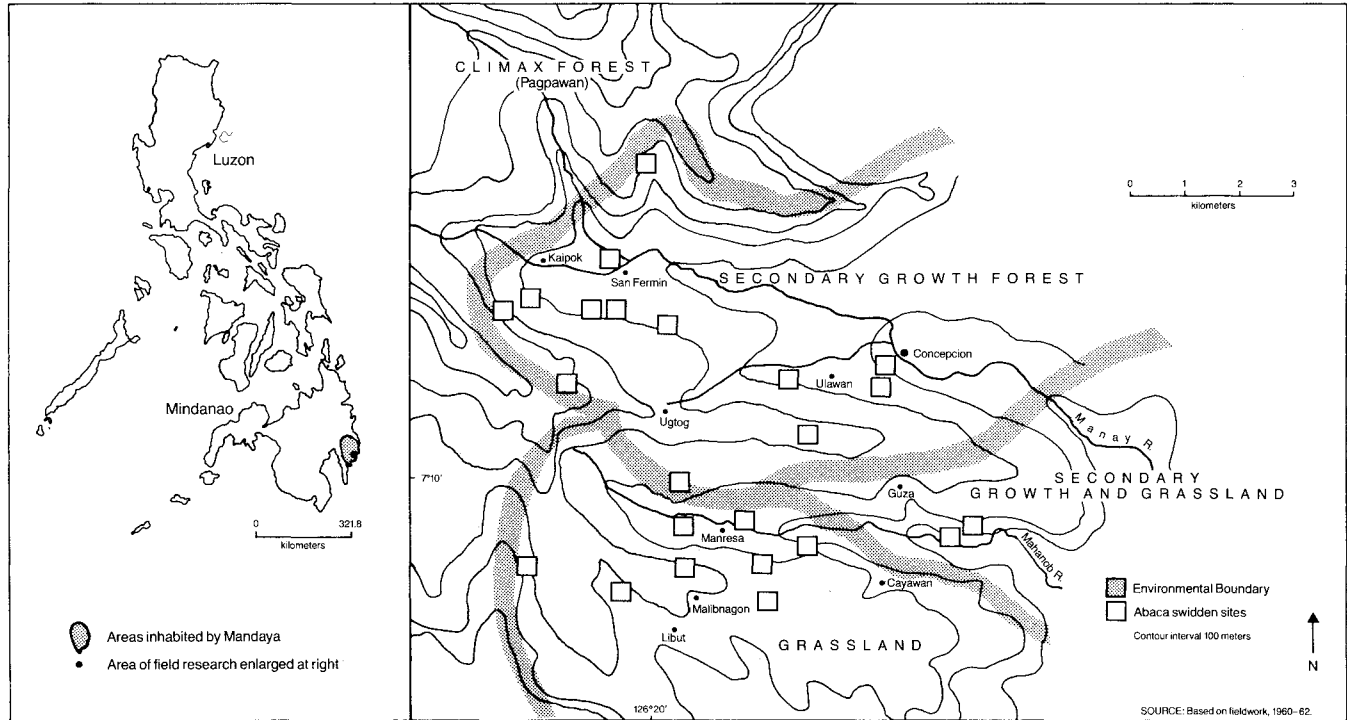 Luzon
Mindanao
0 321.8
kilometers
Areas inhabited by Mandaya
Area of field research enlarged at right
CLIMAX FOREST
(Pagpawan)
0 1 2 3
kilometers
Kaipok
San Fermin
SECONDARY GROWTH FOREST
Concepcion
Ulawan
Ugtog
Manay R.
7°10'
SECONDARY
GROWTH AND GRASSLAND
Guza
Manresa
Mahanob R.
Cayawan
Malibnagon
Libut
GRASSLAND
126°20'
Environmental Boundary
Abaca swidden sites
Contour interval 100 meters
N
SOURCE: Based on fieldwork, 1960–62.